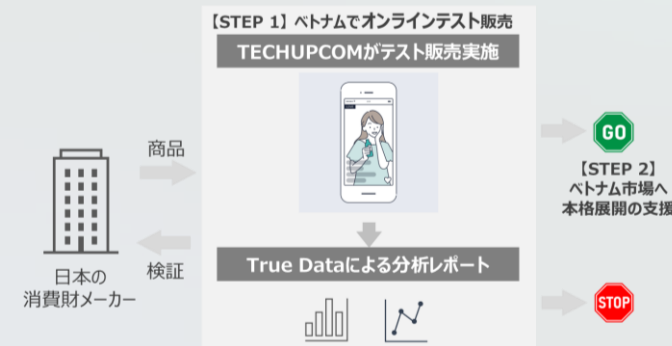 【STEP 1】ベトナムでオンラインテスト販売
TECHUPCOMがテスト販売実施
商品
検証
日本の
消費財メーカー
True Dataによる分析レポート
GO
【STEP 2】
ベトナム市場へ
本格展開の支援
STOP